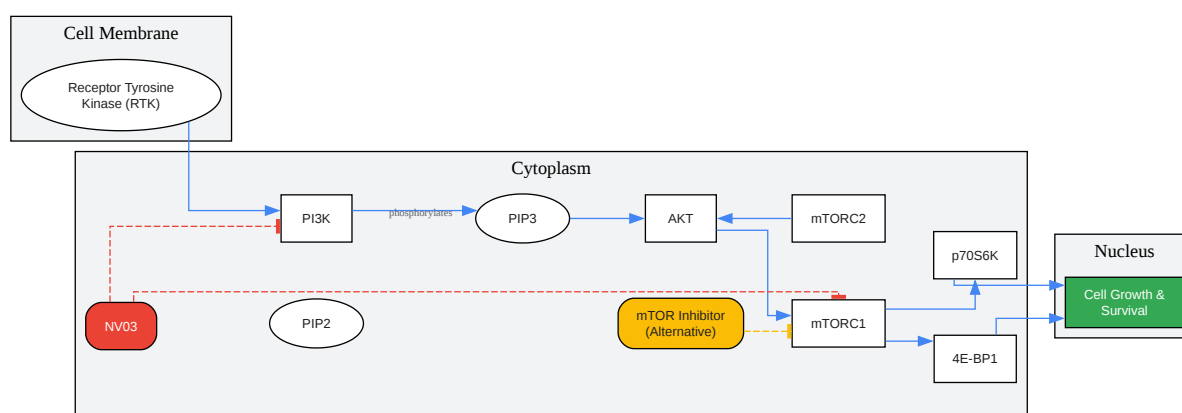 Cell Membrane
Receptor Tyrosine
Kinase (RTK)
Cytoplasm
PI3K
phosphorylates
PIP3
AKT
mTORC2
p70S6K
Nucleus
Cell Growth &
Survival
NV03
PIP2
mTOR Inhibitor
(Alternative)
mTORC1
4E-BP1